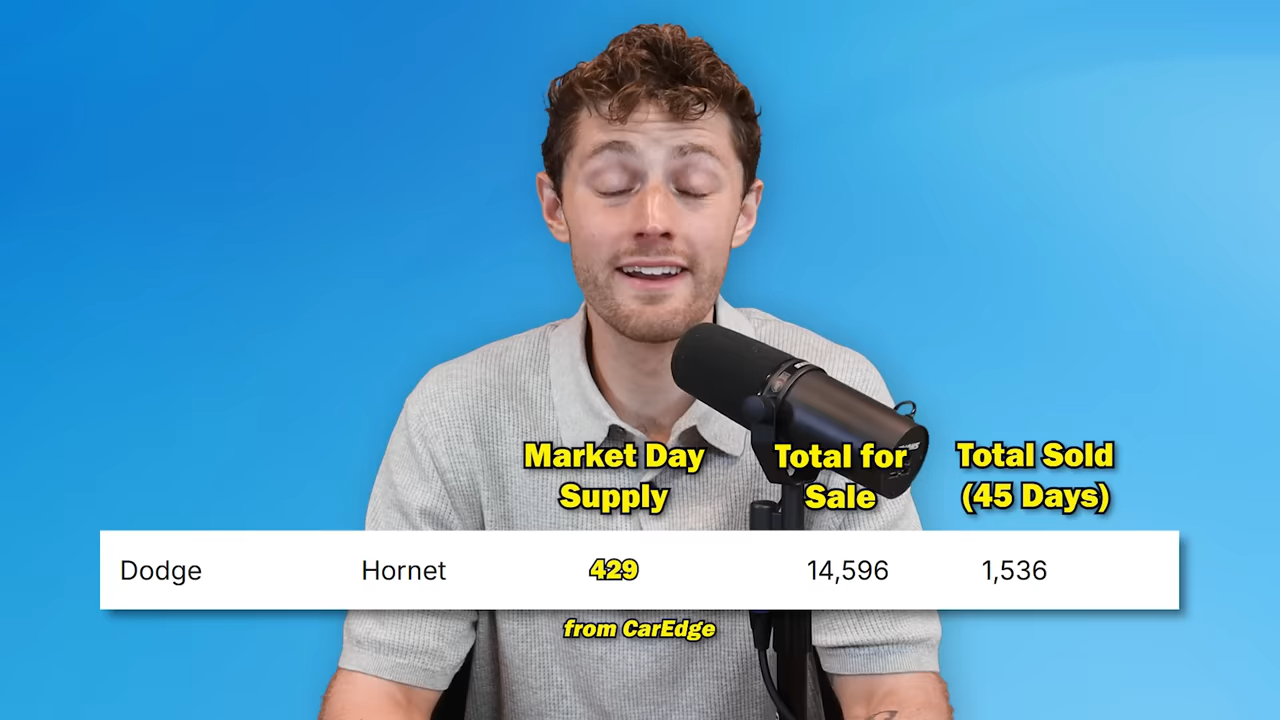 Market Day
Supply
Total for
Sale
Total Sold
(45 Days)
Dodge Hornet 429 14,596 1,536
from CarEdge